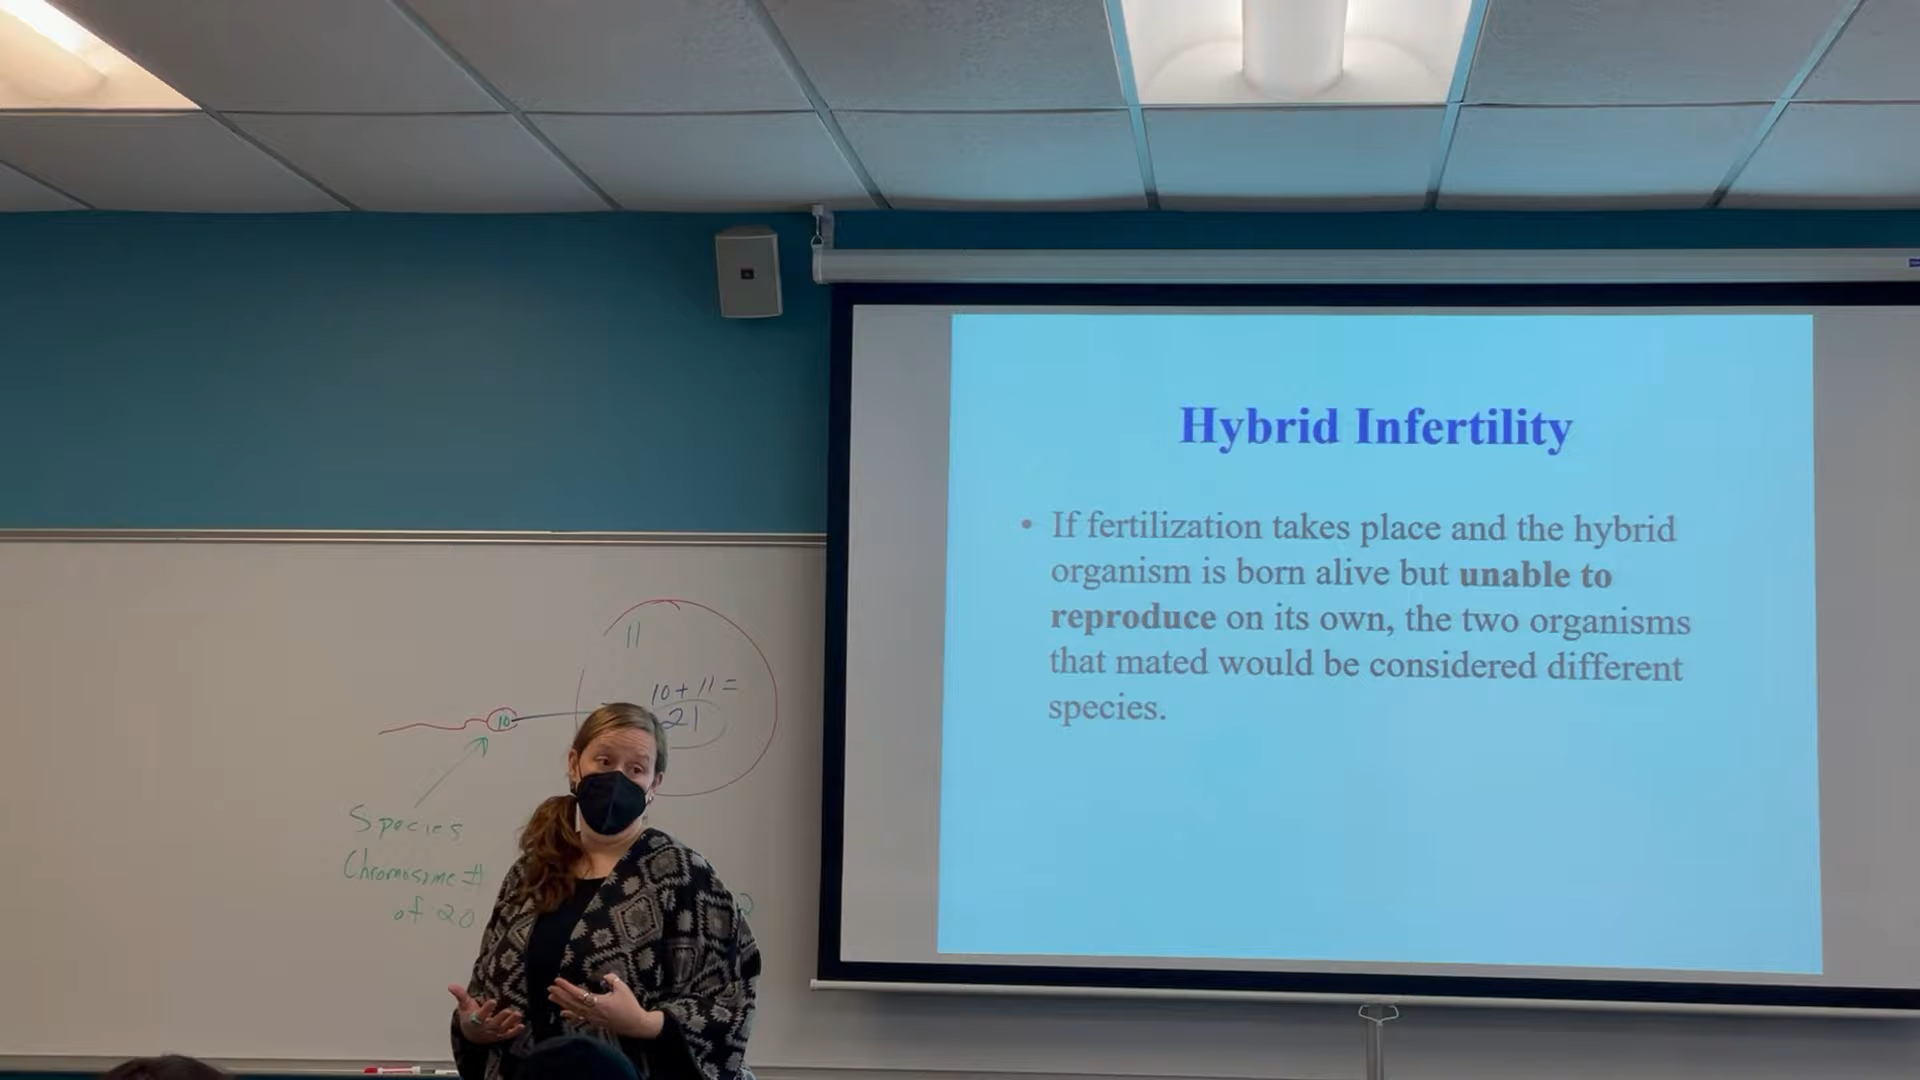 Hybrid Infertility
• If fertilization takes place and the hybrid
organism is born alive but unable to
reproduce on its own, the two organisms
that mated would be considered different
species.
11
10 + 11 =
21
10
Species
Chromosome #
of 20
2